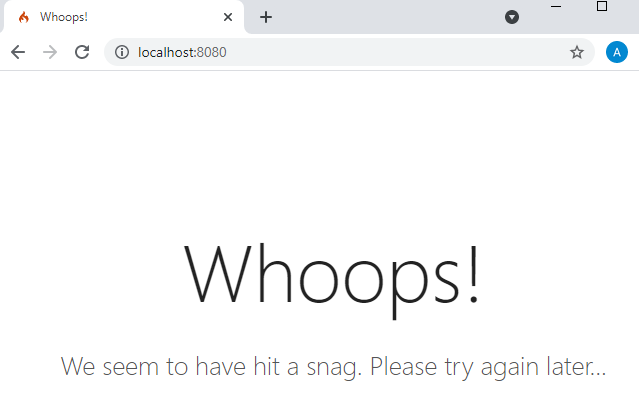 Whoops!
localhost:8080
A
Whoops!
We seem to have hit a snag. Please try again later...